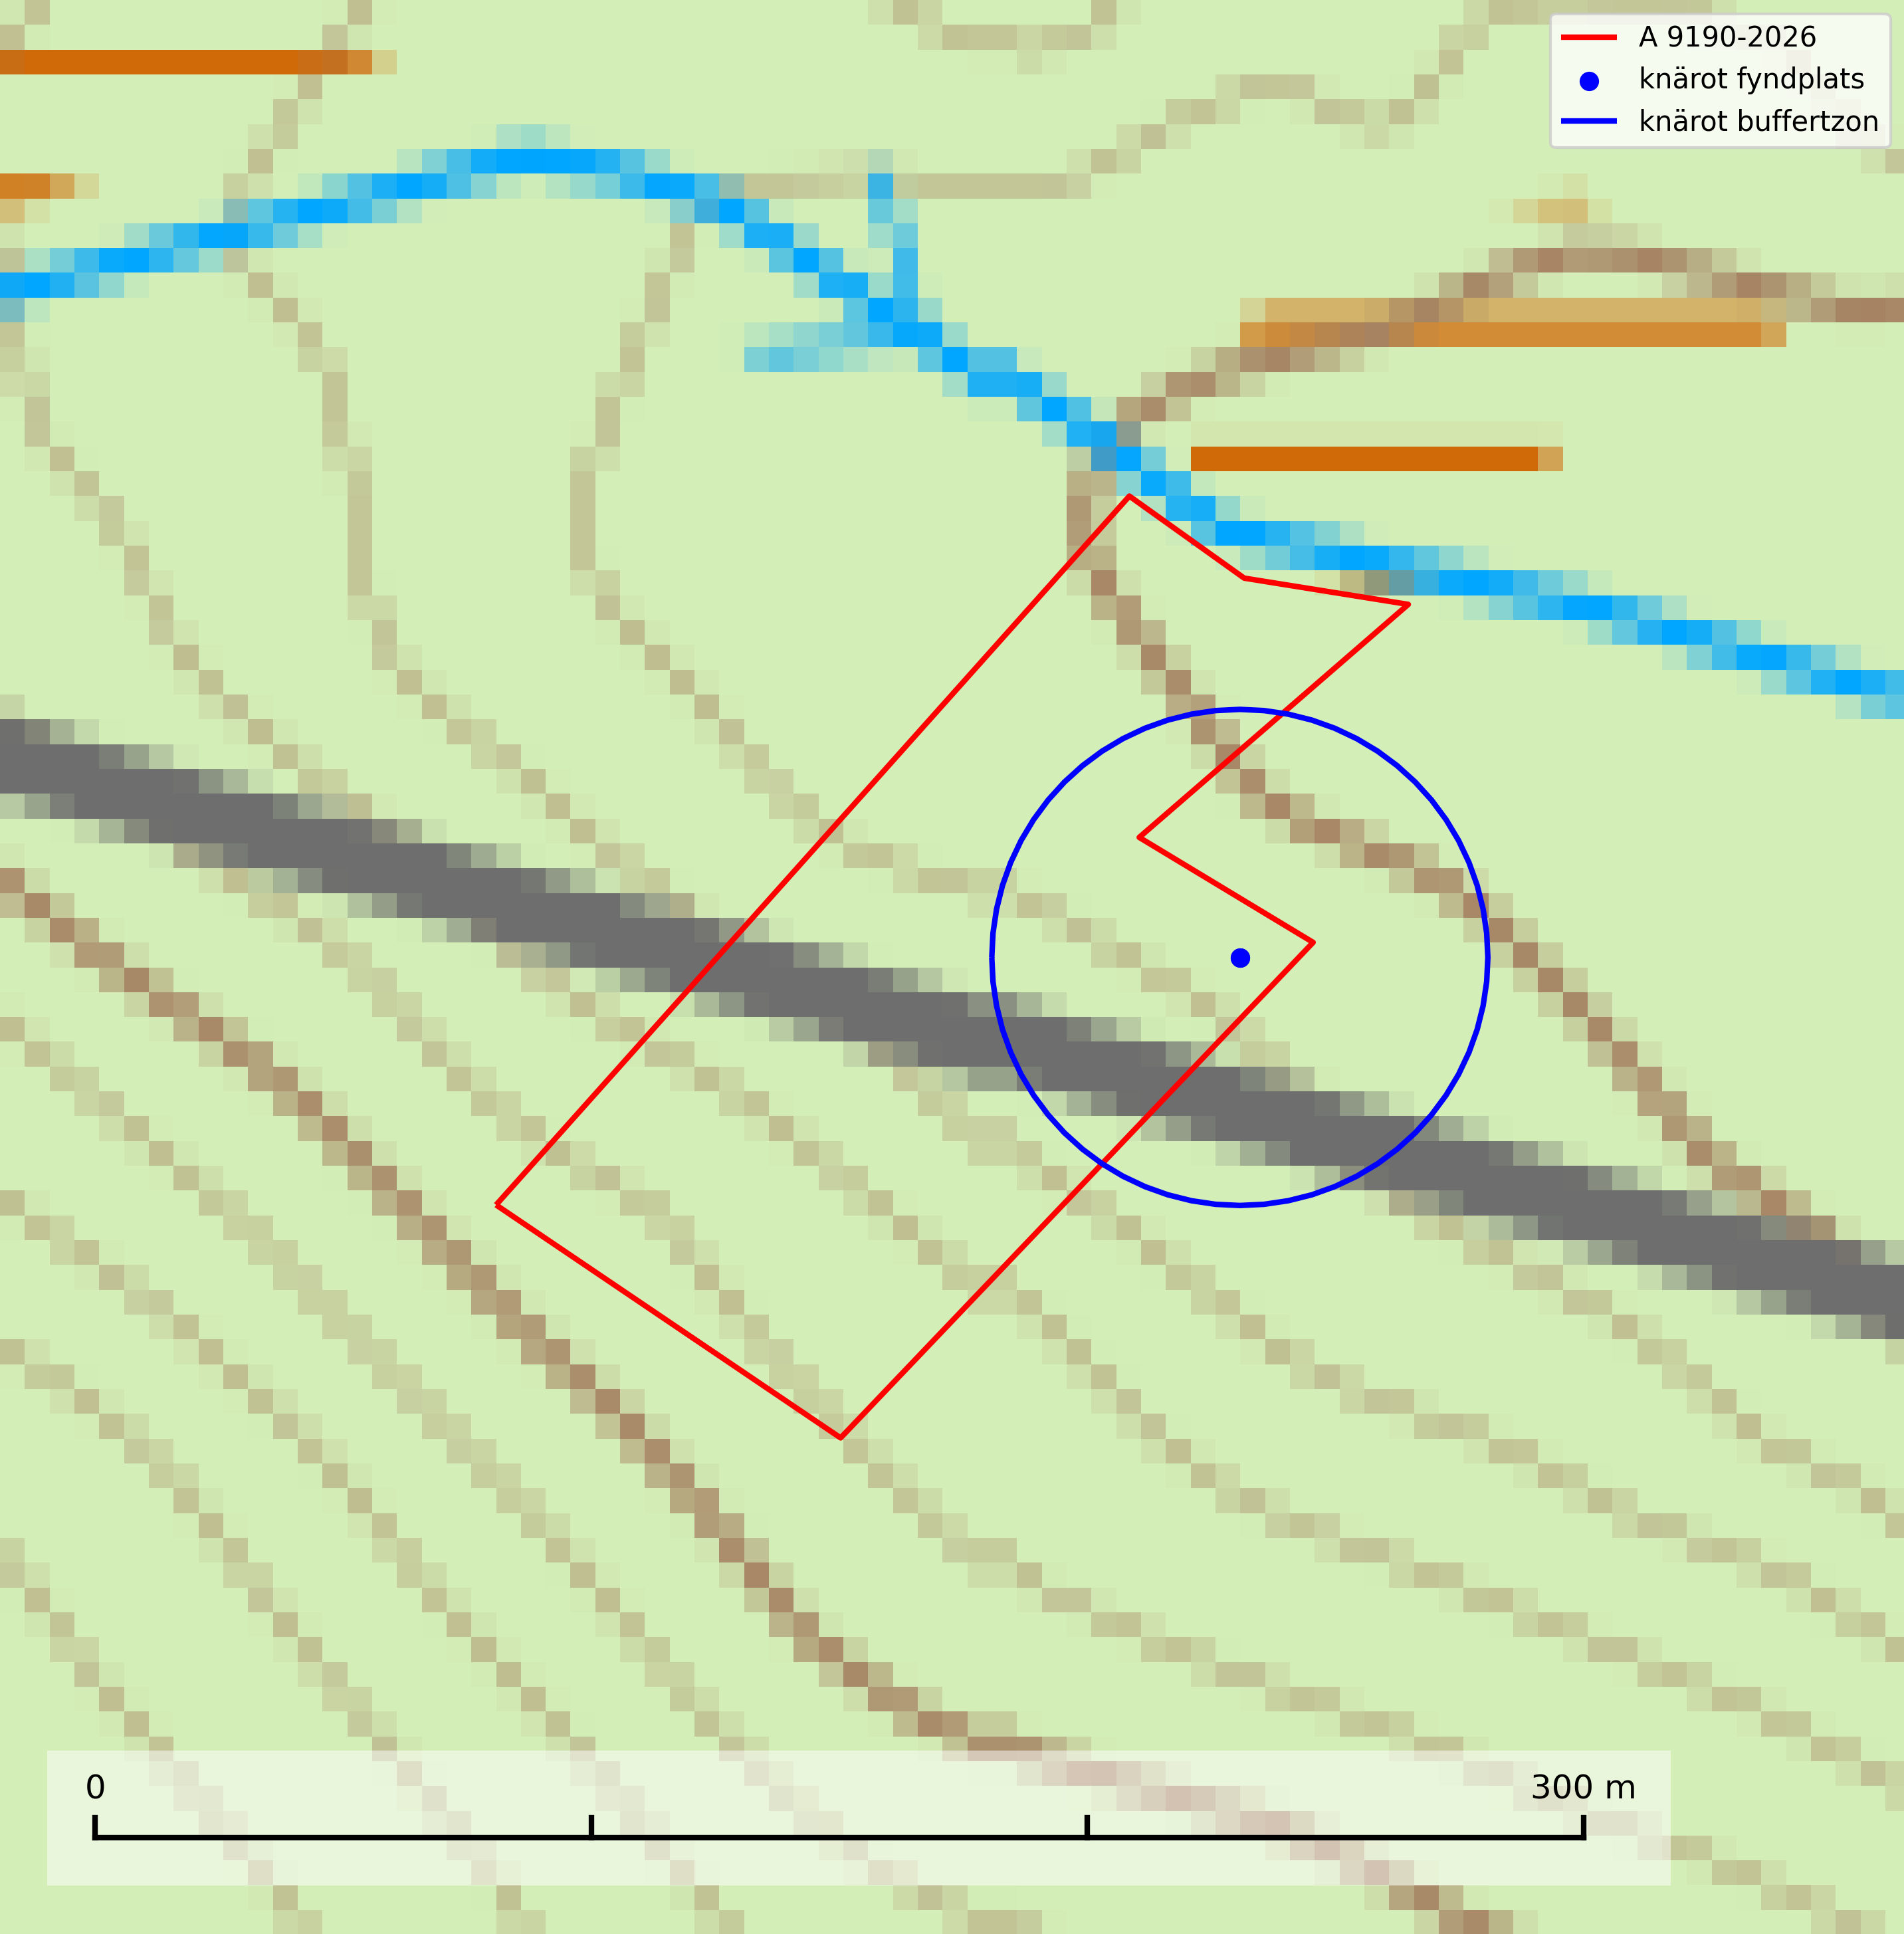 A 9190-2026
knärot fyndplats
knärot buffertzon
0 300 m